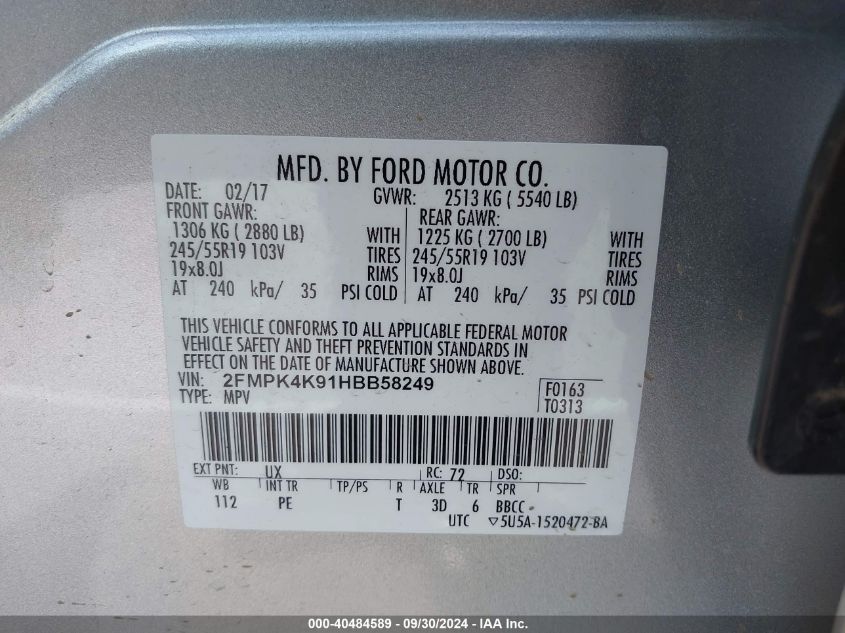 MFD. BY FORD MOTOR CO.
DATE: 02/17 GVWR: 2513 KG ( 5540 LB)
FRONT GAWR: REAR GAWR:
1306 KG ( 2880 LB) WITH 1225 KG ( 2700 LB) WITH
245/55R19 103V TIRES 245/55R19 103V TIRES
19x8.0J RIMS 19x8.0J RIMS
AT 240 kPa/ 35 PSI COLD AT 240 kPa/ 35 PSI COLD
THIS VEHICLE CONFORMS TO ALL APPLICABLE FEDERAL MOTOR
VEHICLE SAFETY AND THEFT PREVENTION STANDARDS IN
EFFECT ON THE DATE OF MANUFACTURE SHOWN ABOVE.
VIN: 2FMPK4K91HBB58249 F0163
TYPE: MPV T0313
EXT PNT: UX RC: 72 DSO:
WB INT TR TP/PS R AXLE TR SPR
112 PE T 3D 6 BBCC
UTC ▽5U5A-1520472-BA
000-40484589 - 09/30/2024 - IAA Inc.